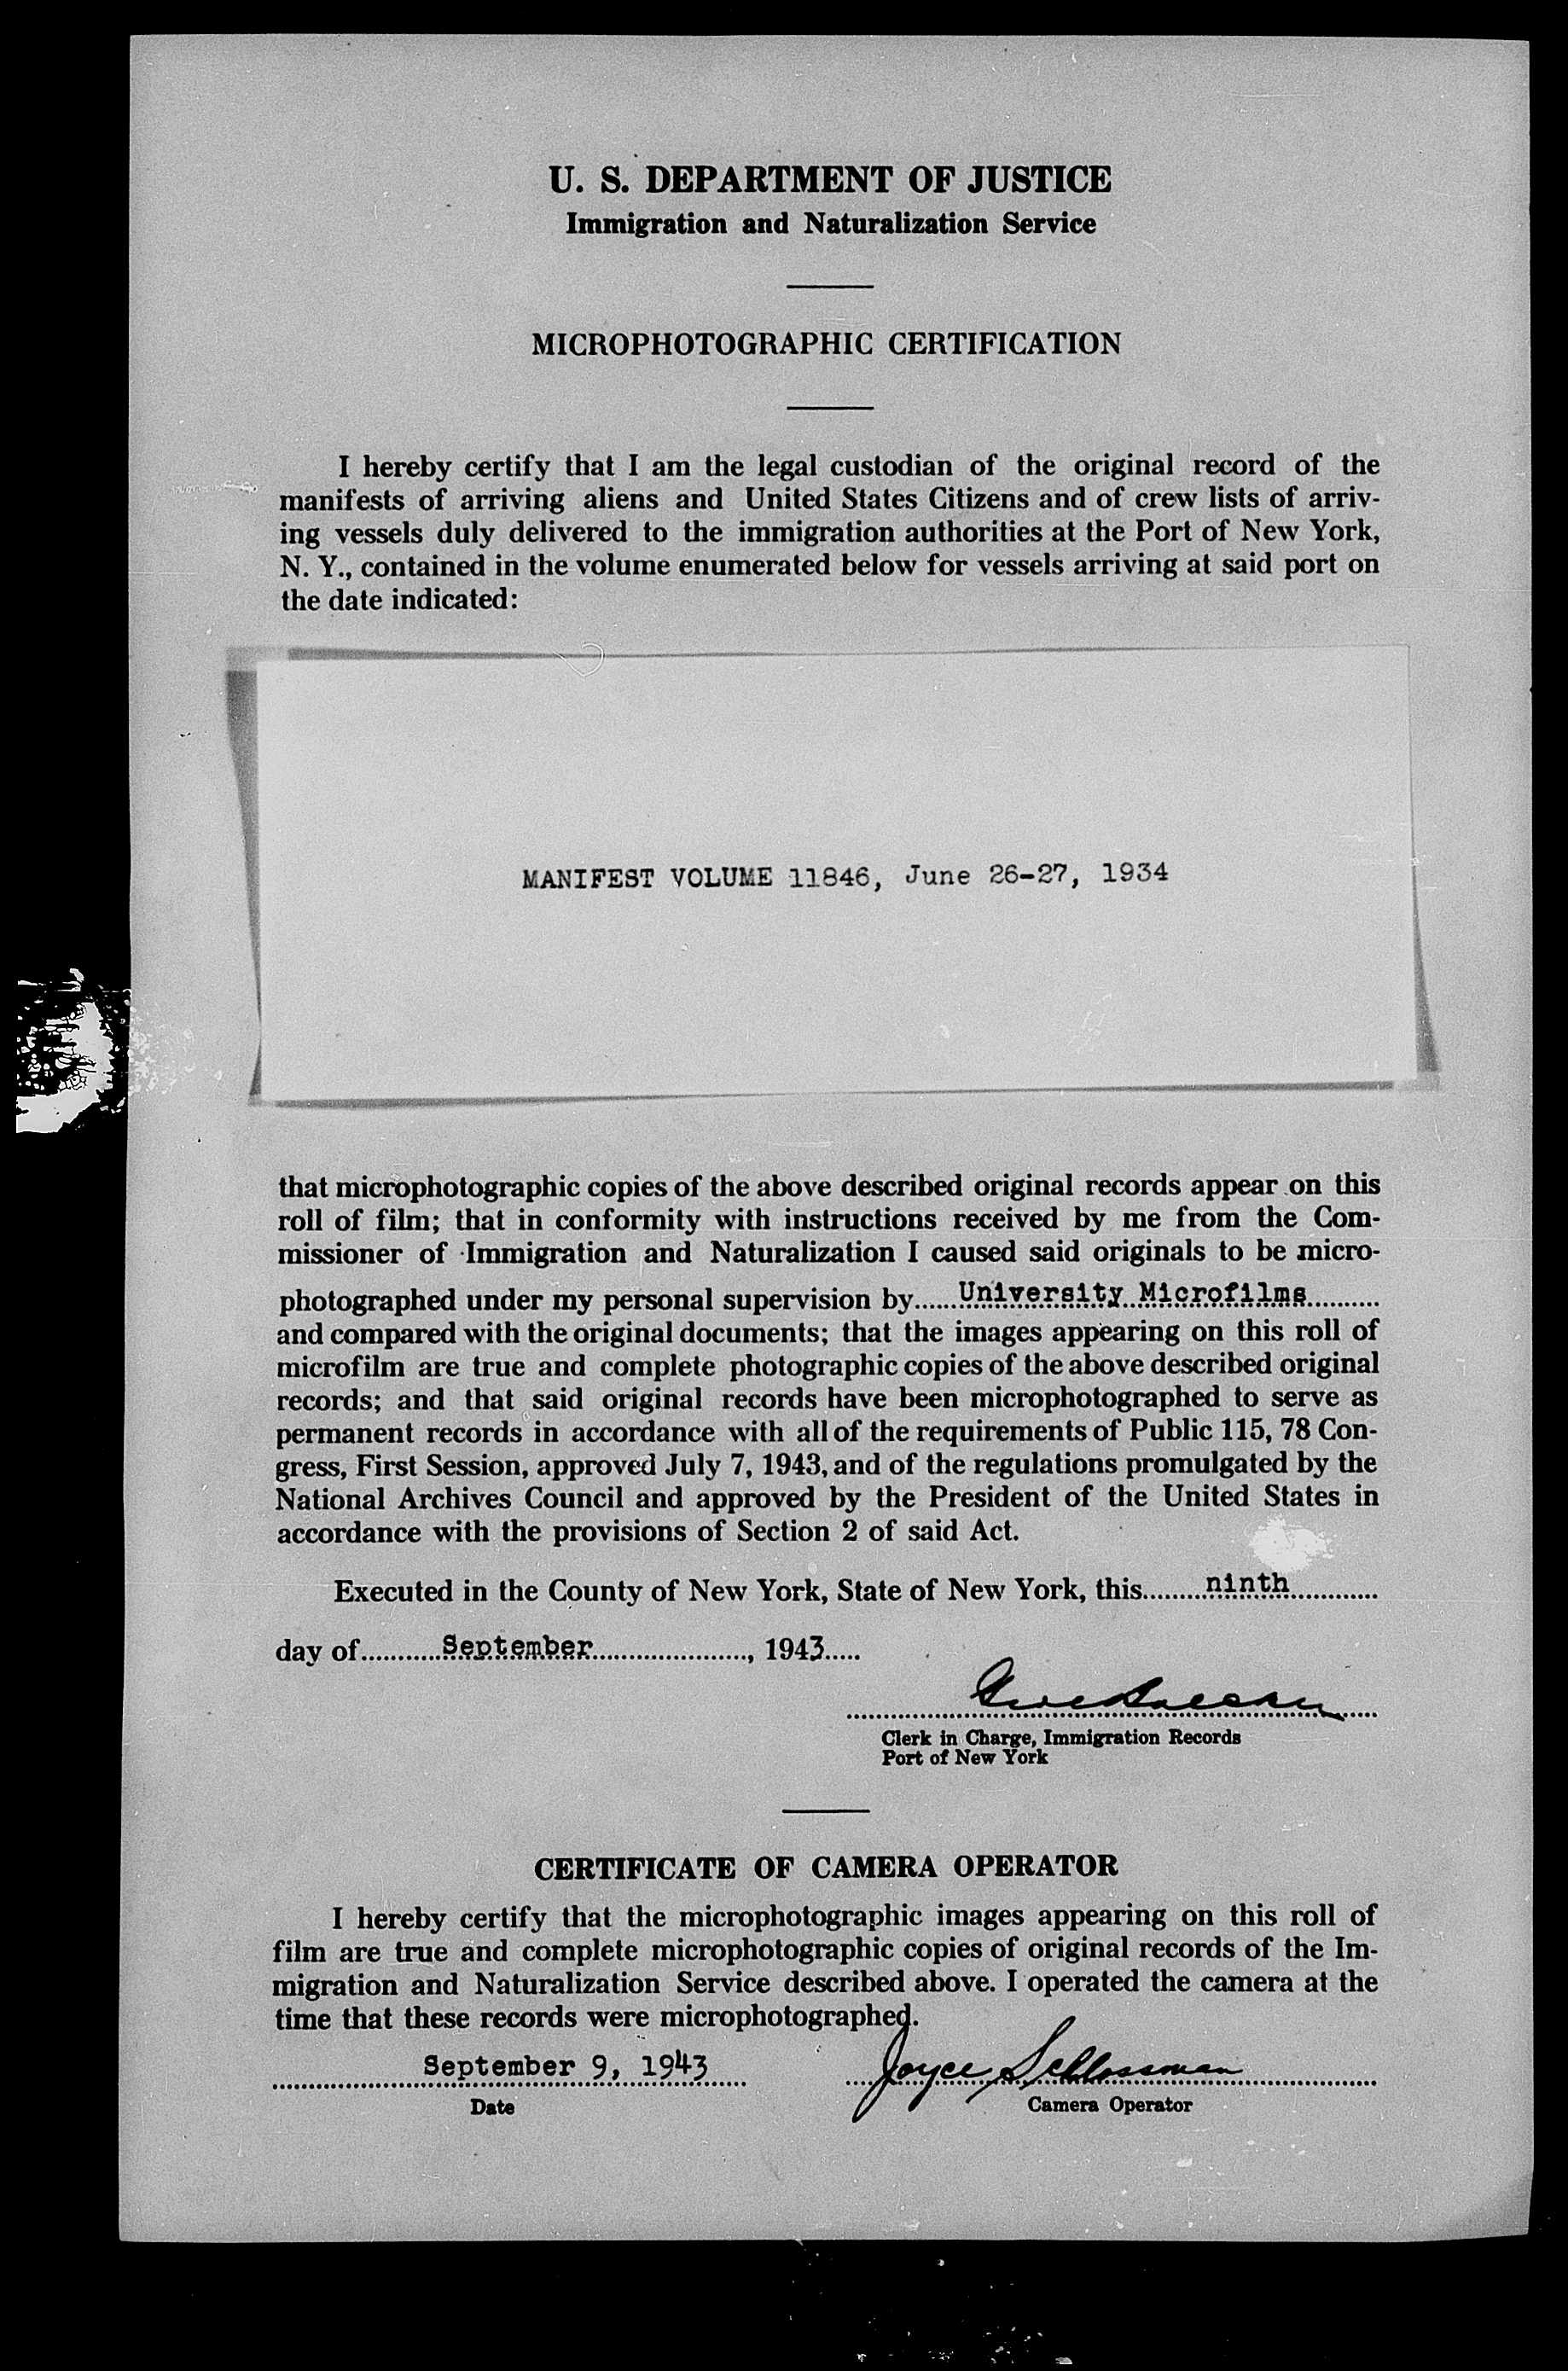 U. S. DEPARTMENT OF JUSTICE
Immigration and Naturalization Service
MICROPHOTOGRAPHIC CERTIFICATION
I hereby certify that I am the legal custodian of the original record of the
manifests of arriving aliens and United States Citizens and of crew lists of arriv-
ing vessels duly delivered to the immigration authorities at the Port of New York,
N. Y., contained in the volume enumerated below for vessels arriving at said port on
the date indicated:
MANIFEST VOLUME 11846, June 26-27, 1934
that microphotographic copies of the above described original records appear on this
roll of film; that in conformity with instructions received by me from the Com-
missioner of Immigration and Naturalization I caused said originals to be micro-
photographed under my personal supervision by......University Microfilms..........
and compared with the original documents; that the images appearing on this roll of
microfilm are true and complete photographic copies of the above described original
records; and that said original records have been microphotographed to serve as
permanent records in accordance with all of the requirements of Public 115, 78 Con-
gress, First Session, approved July 7, 1943, and of the regulations promulgated by the
National Archives Council and approved by the President of the United States in
accordance with the provisions of Section 2 of said Act.
Executed in the County of New York, State of New York, this.........ninth............
day of...........September......................, 1943.....
Clerk in Charge, Immigration Records
Port of New York
CERTIFICATE OF CAMERA OPERATOR
I hereby certify that the microphotographic images appearing on this roll of
film are true and complete microphotographic copies of original records of the Im-
migration and Naturalization Service described above. I operated the camera at the
time that these records were microphotographed.
September 9, 1943 Joyce Schlossman
Date Camera Operator